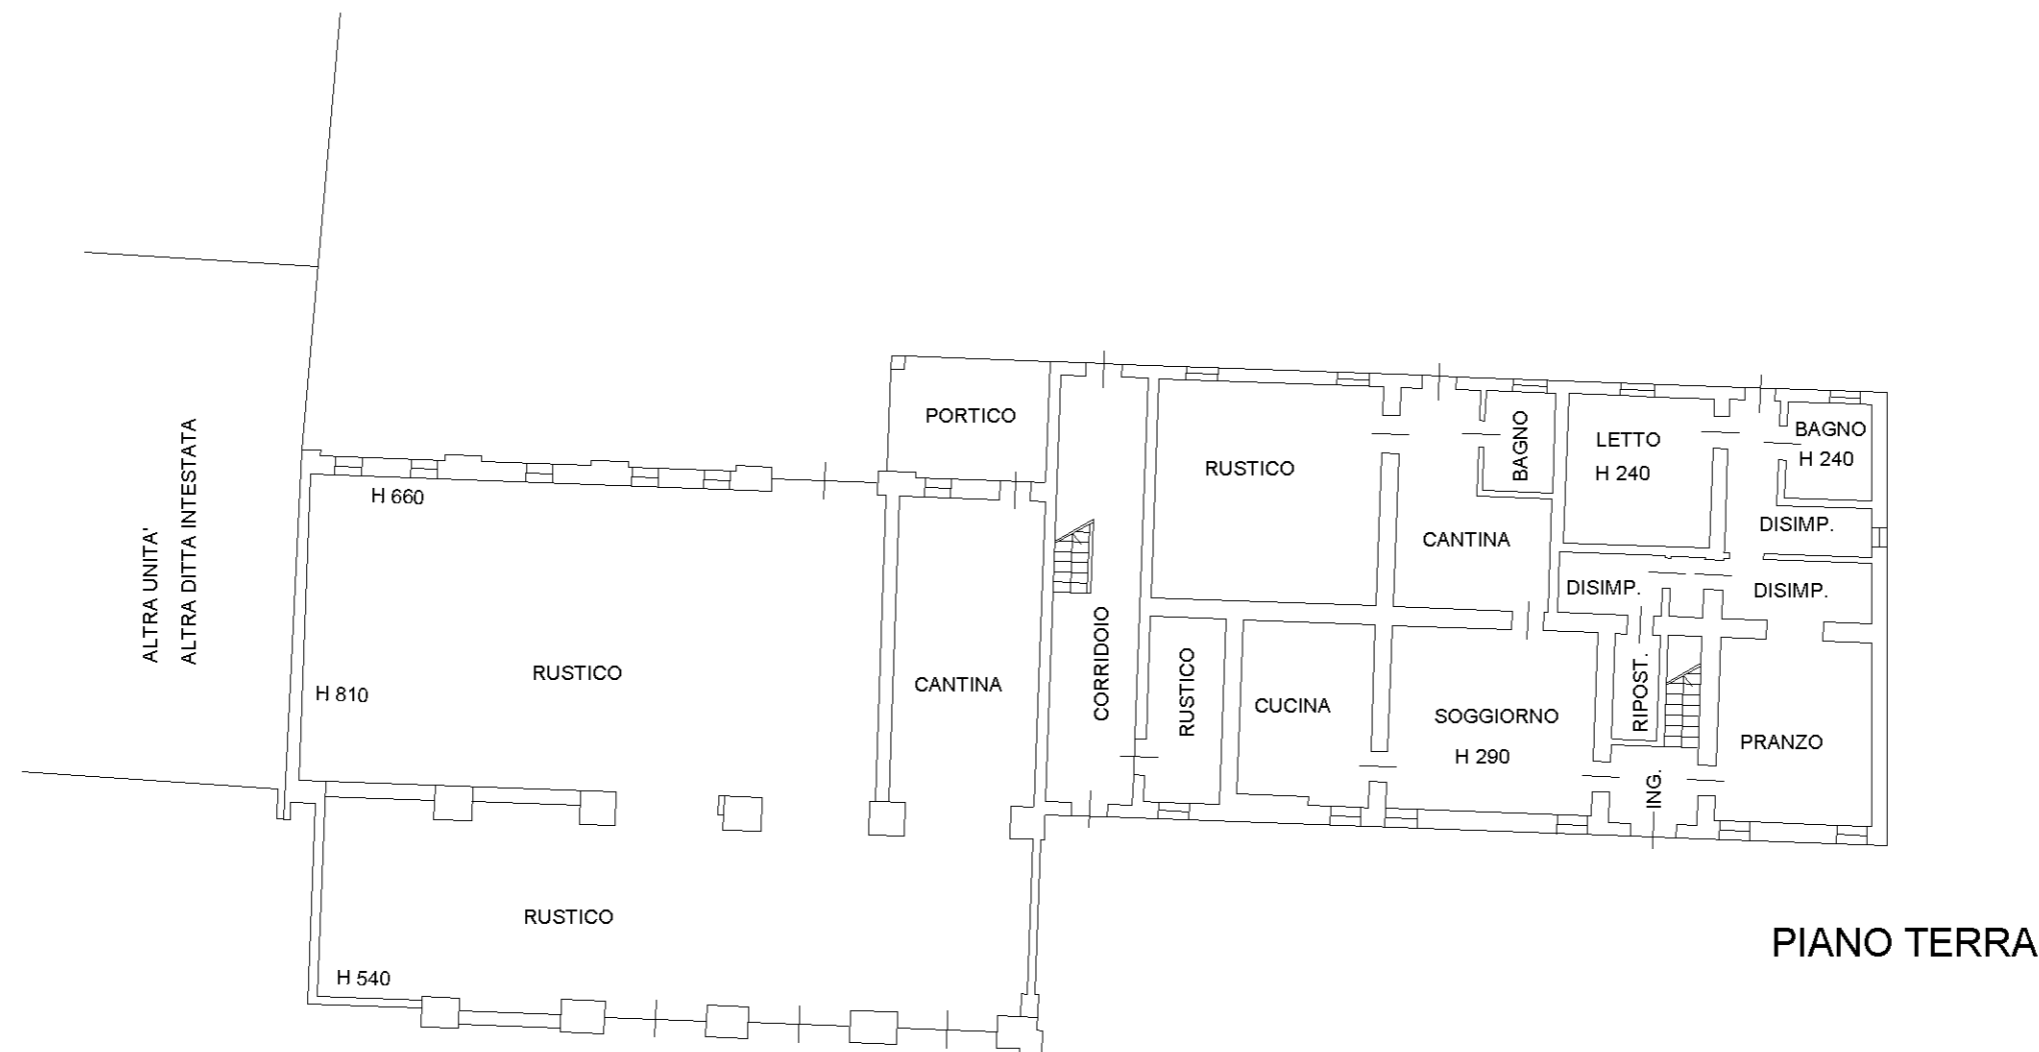 ALTRA UNITA'
ALTRA DITTA INTESTATA
H 660
H 810
RUSTICO
RUSTICO
H 540
PORTICO
CANTINA
CORRIDOIO
RUSTICO
RUSTICO
CUCINA
CANTINA
BAGNO
SOGGIORNO
H 290
LETTO
H 240
BAGNO
H 240
DISIMP.
DISIMP.
DISIMP.
RIPOST.
ING.
PRANZO
PIANO TERRA